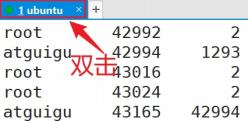 1 ubuntu × +
root 42992 2
atguigu 42994 1293
root 43016 2
双击
root 43024 2
atguigu 43165 42994